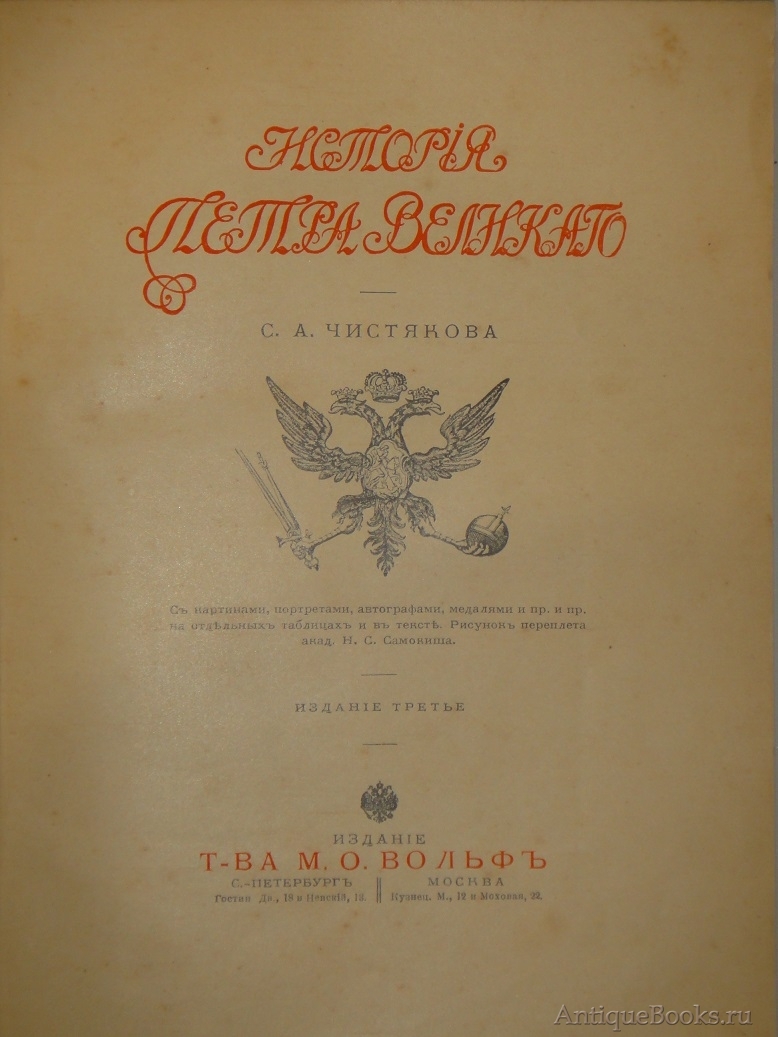 Исторія
Петра Великаго
С. А. ЧИСТЯКОВА
Съ картинами, портретами, автографами, медалями и пр. и пр.
на отдѣльныхъ таблицахъ и въ текстѣ. Рисунокъ переплета
акад. Н. С. Самокиша.
ИЗДАНІЕ ТРЕТЬЕ
ИЗДАНІЕ
Т-ВА М. О. ВОЛЬФЪ
С.-ПЕТЕРБУРГЪ
Гостин. Дв., 18 и Невскій, 13.
МОСКВА
Кузнец. М., 12 и Моховая, 22.
AntiqueBooks.ru